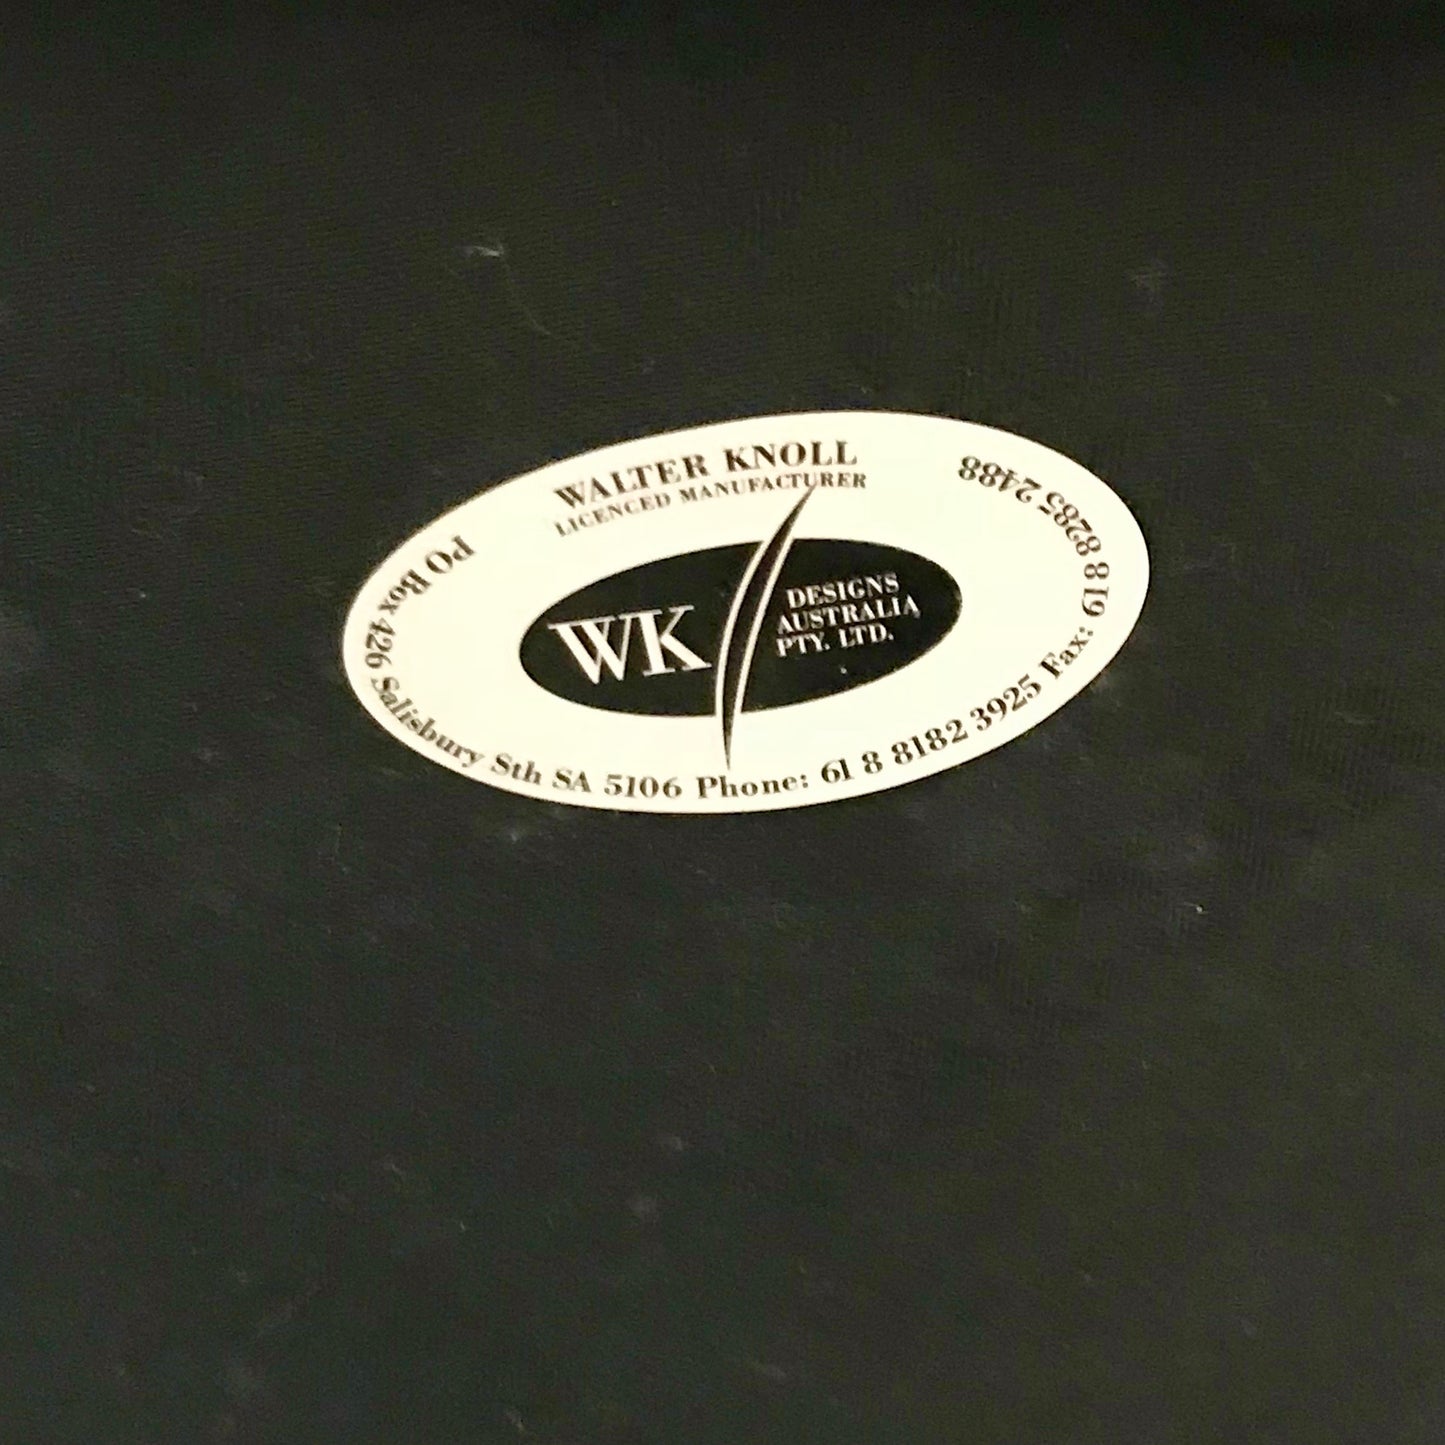 WALTER KNOLL
LICENCED MANUFACTURER
WK
DESIGNS
AUSTRALIA
PTY. LTD.
PO Box 426 Salisbury Sth SA 5106 Phone: 61 8 8182 3925 Fax: 61 8 8285 2488